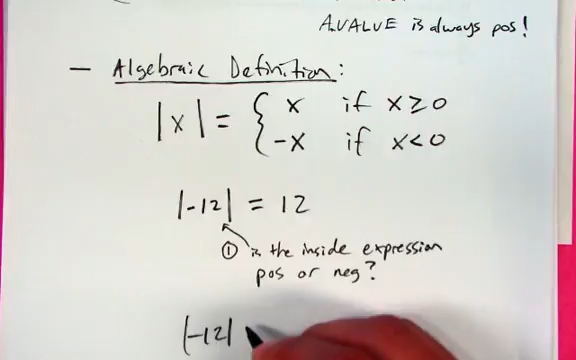 A.VALUE is always pos!
— Algebraic Definition:
|x| = { x if x ≥ 0
-x if x < 0
|-12| = 12
① is the inside expression
pos or neg?
|-12|